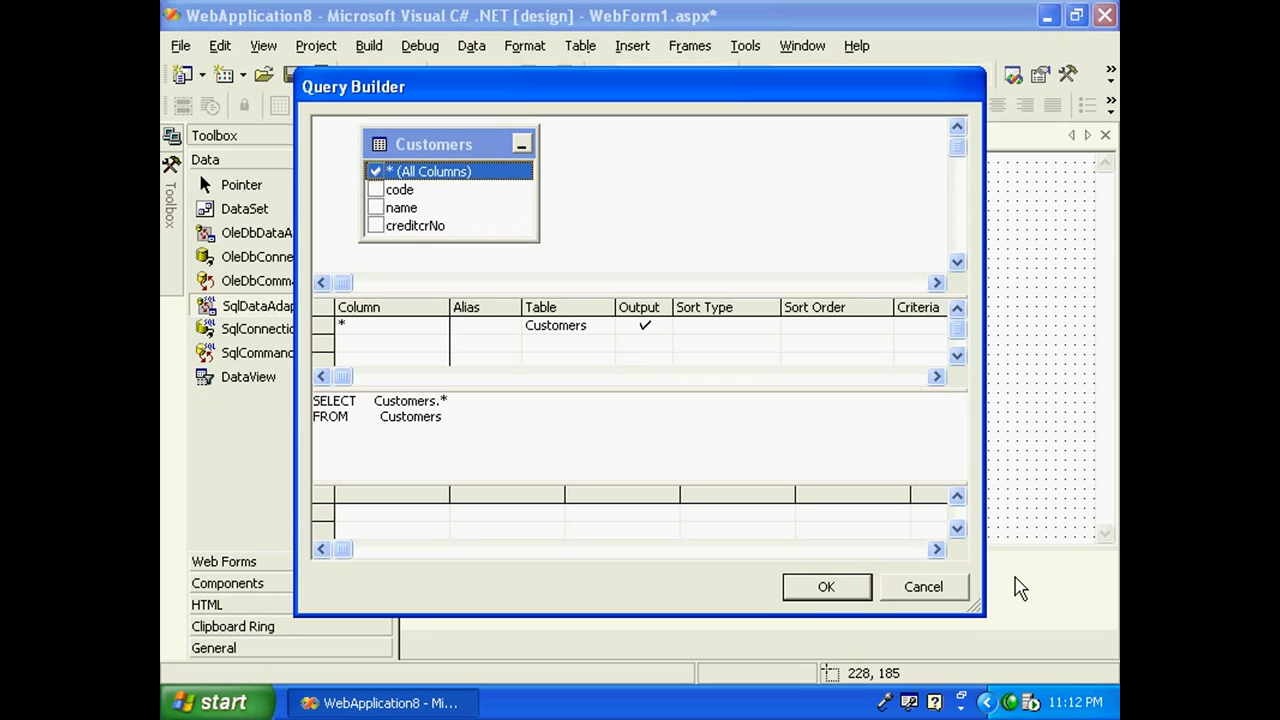 WebApplication8 - Microsoft Visual C# .NET [design] - WebForm1.aspx*
File Edit View Project Build Debug Data Format Table Insert Frames Tools Window Help
Query Builder
Toolbox
Toolbox
Data
Pointer
DataSet
OleDbDataA
OleDbConne
OleDbComm
SqlDataAdap
SqlConnectio
SqlCommanc
DataView
Web Forms
Components
HTML
Clipboard Ring
General
Customers
* (All Columns)
code
name
creditcrNo
Column Alias Table Output Sort Type Sort Order Criteria
* Customers
SELECT Customers.*
FROM Customers
OK Cancel
228, 185
start WebApplication8 - Mi... 11:12 PM